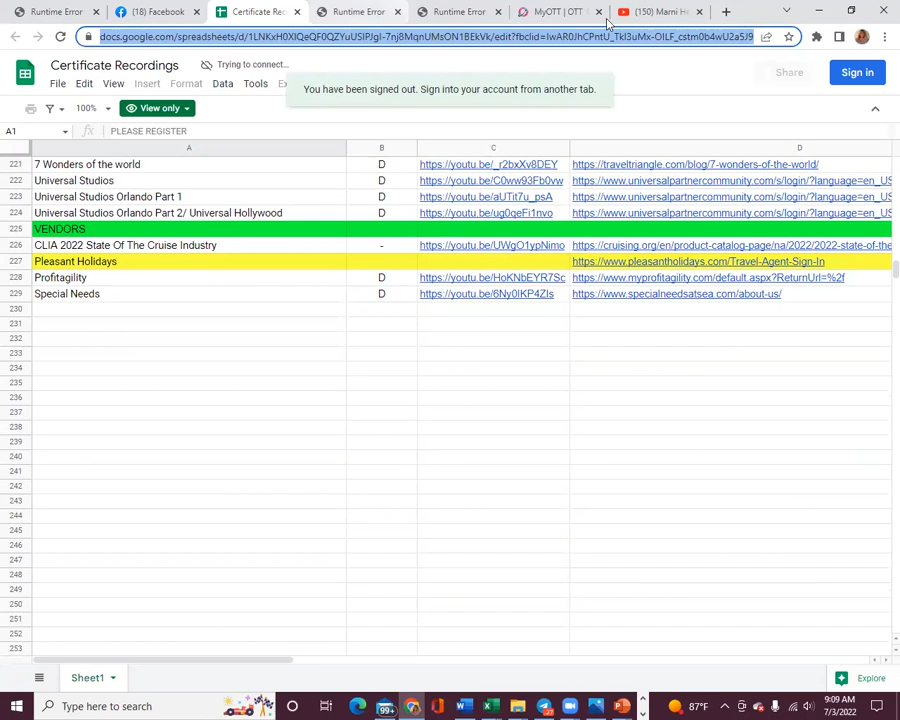 Runtime Error
(18) Facebook
Certificate Rec
Runtime Error
Runtime Error
MyOTT | OTT
(150) Marni He
docs.google.com/spreadsheets/d/1LNKxH0XIQeQF0QZYuUSIPJgI-7nj8MqnUMsON1BEkVk/edit?fbclid=IwAR0JhCPntU_Tkl3uMx-OILF_cstm0b4wU2a5J9
Certificate Recordings
Trying to connect...
File Edit View Insert Format Data Tools
You have been signed out. Sign into your account from another tab.
Share
Sign in
100%
View only
A1
fx
PLEASE REGISTER
A B C D
221 7 Wonders of the world D https://youtu.be/_r2bxXv8DEY https://traveltriangle.com/blog/7-wonders-of-the-world/
222 Universal Studios D https://youtu.be/C0ww93Fb0vw https://www.universalpartnercommunity.com/s/login/?language=en_US
223 Universal Studios Orlando Part 1 D https://youtu.be/aUTit7u_psA https://www.universalpartnercommunity.com/s/login/?language=en_US
224 Universal Studios Orlando Part 2/ Universal Hollywood D https://youtu.be/ug0qeFi1nvo https://www.universalpartnercommunity.com/s/login/?language=en_US
225 VENDORS
226 CLIA 2022 State Of The Cruise Industry - https://youtu.be/UWgO1ypNimo https://cruising.org/en/product-catalog-page/na/2022/2022-state-of-the
227 Pleasant Holidays https://www.pleasantholidays.com/Travel-Agent-Sign-In
228 Profitagility D https://youtu.be/HoKNbEYR7Sc https://www.myprofitagility.com/default.aspx?ReturnUrl=%2f
229 Special Needs D https://youtu.be/6Ny0IKP4ZIs https://www.specialneedsatsea.com/about-us/
230
231
232
233
234
235
236
237
238
239
240
241
242
243
244
245
246
247
248
249
250
251
252
253
Sheet1
Explore
Type here to search
99+
87°F
9:09 AM
7/3/2022